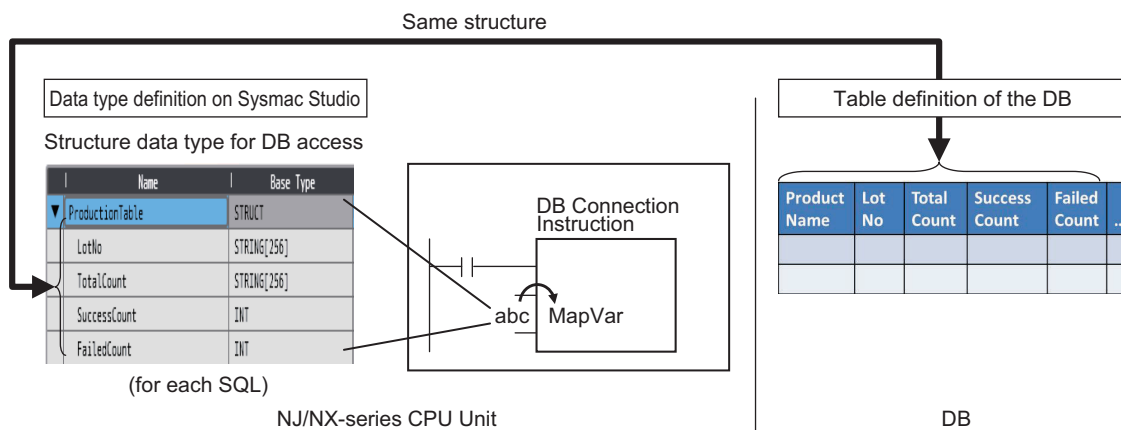 Same structure
Data type definition on Sysmac Studio
Table definition of the DB
Structure data type for DB access
Name
Base Type
ProductionTable
STRUCT
LotNo
STRING[256]
TotalCount
STRING[256]
SuccessCount
INT
FailedCount
INT
(for each SQL)
DB Connection
Instruction
abc
MapVar
NJ/NX-series CPU Unit
Product
Name
Lot
No
Total
Count
Success
Count
Failed
Count
..
DB